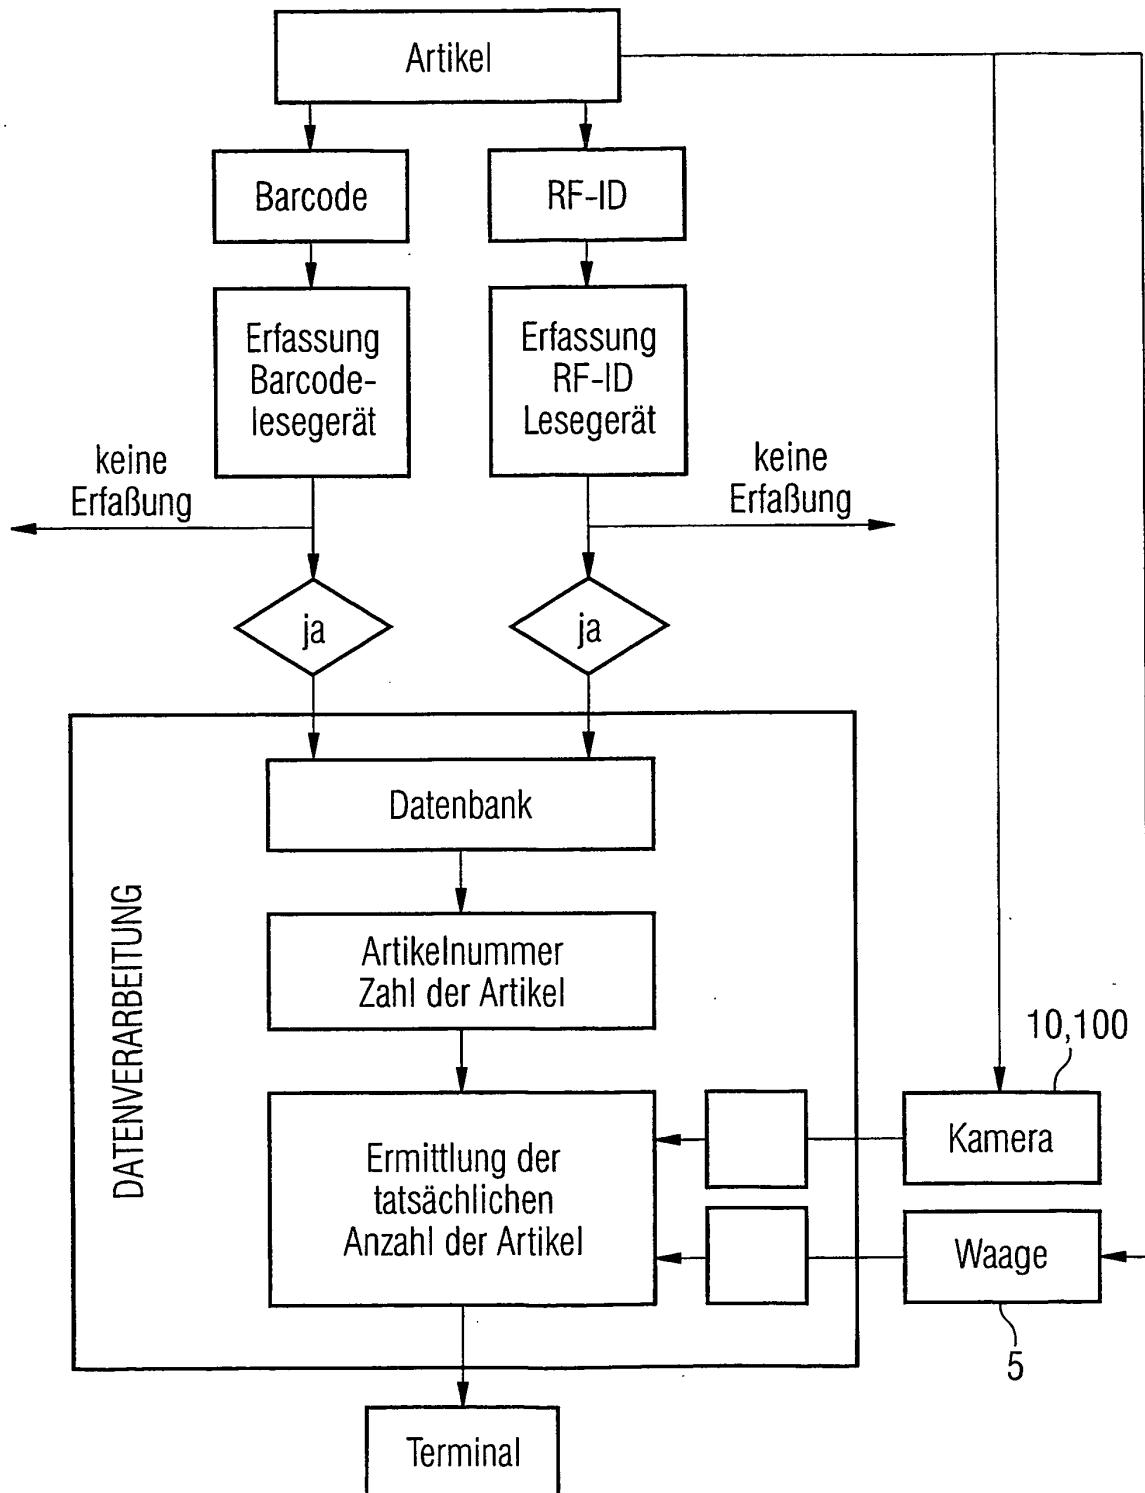 Artikel
Barcode
RF-ID
Erfassung
Barcode-
lesegerät
Erfassung
RF-ID
Lesegerät
keine
Erfaßung
keine
Erfaßung
ja
ja
Datenbank
DATENVERARBEITUNG
Artikelnummer
Zahl der Artikel
10,100
Ermittlung der
tatsächlichen
Anzahl der Artikel
Kamera
Waage
5
Terminal